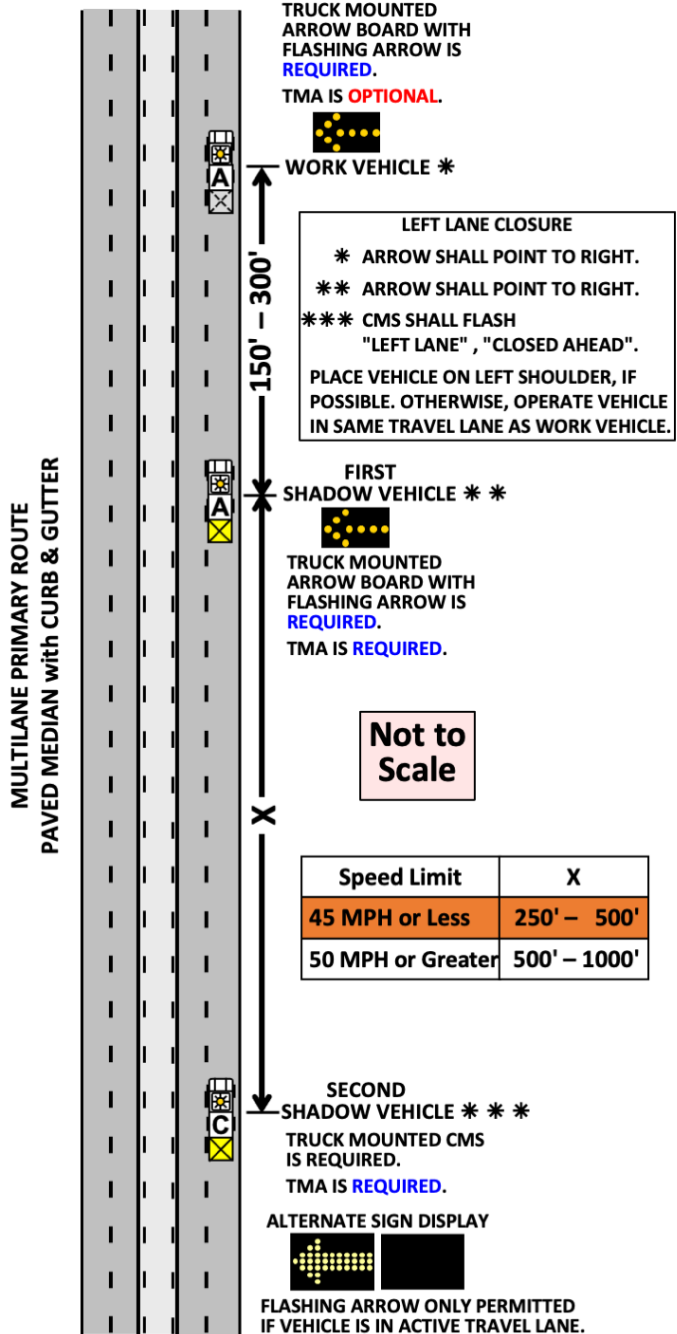 TRUCK MOUNTED
ARROW BOARD WITH
FLASHING ARROW IS
REQUIRED.
TMA IS OPTIONAL.
A
WORK VEHICLE *
LEFT LANE CLOSURE
* ARROW SHALL POINT TO RIGHT.
** ARROW SHALL POINT TO RIGHT.
*** CMS SHALL FLASH
"LEFT LANE" , "CLOSED AHEAD".
PLACE VEHICLE ON LEFT SHOULDER, IF
POSSIBLE. OTHERWISE, OPERATE VEHICLE
IN SAME TRAVEL LANE AS WORK VEHICLE.
150' – 300'
MULTILANE PRIMARY ROUTE
PAVED MEDIAN with CURB & GUTTER
A
FIRST
SHADOW VEHICLE * *
TRUCK MOUNTED
ARROW BOARD WITH
FLASHING ARROW IS
REQUIRED.
TMA IS REQUIRED.
Not to
Scale
X
Speed Limit X
45 MPH or Less 250' – 500'
50 MPH or Greater 500' – 1000'
C
SECOND
SHADOW VEHICLE * * *
TRUCK MOUNTED CMS
IS REQUIRED.
TMA IS REQUIRED.
ALTERNATE SIGN DISPLAY
FLASHING ARROW ONLY PERMITTED
IF VEHICLE IS IN ACTIVE TRAVEL LANE.